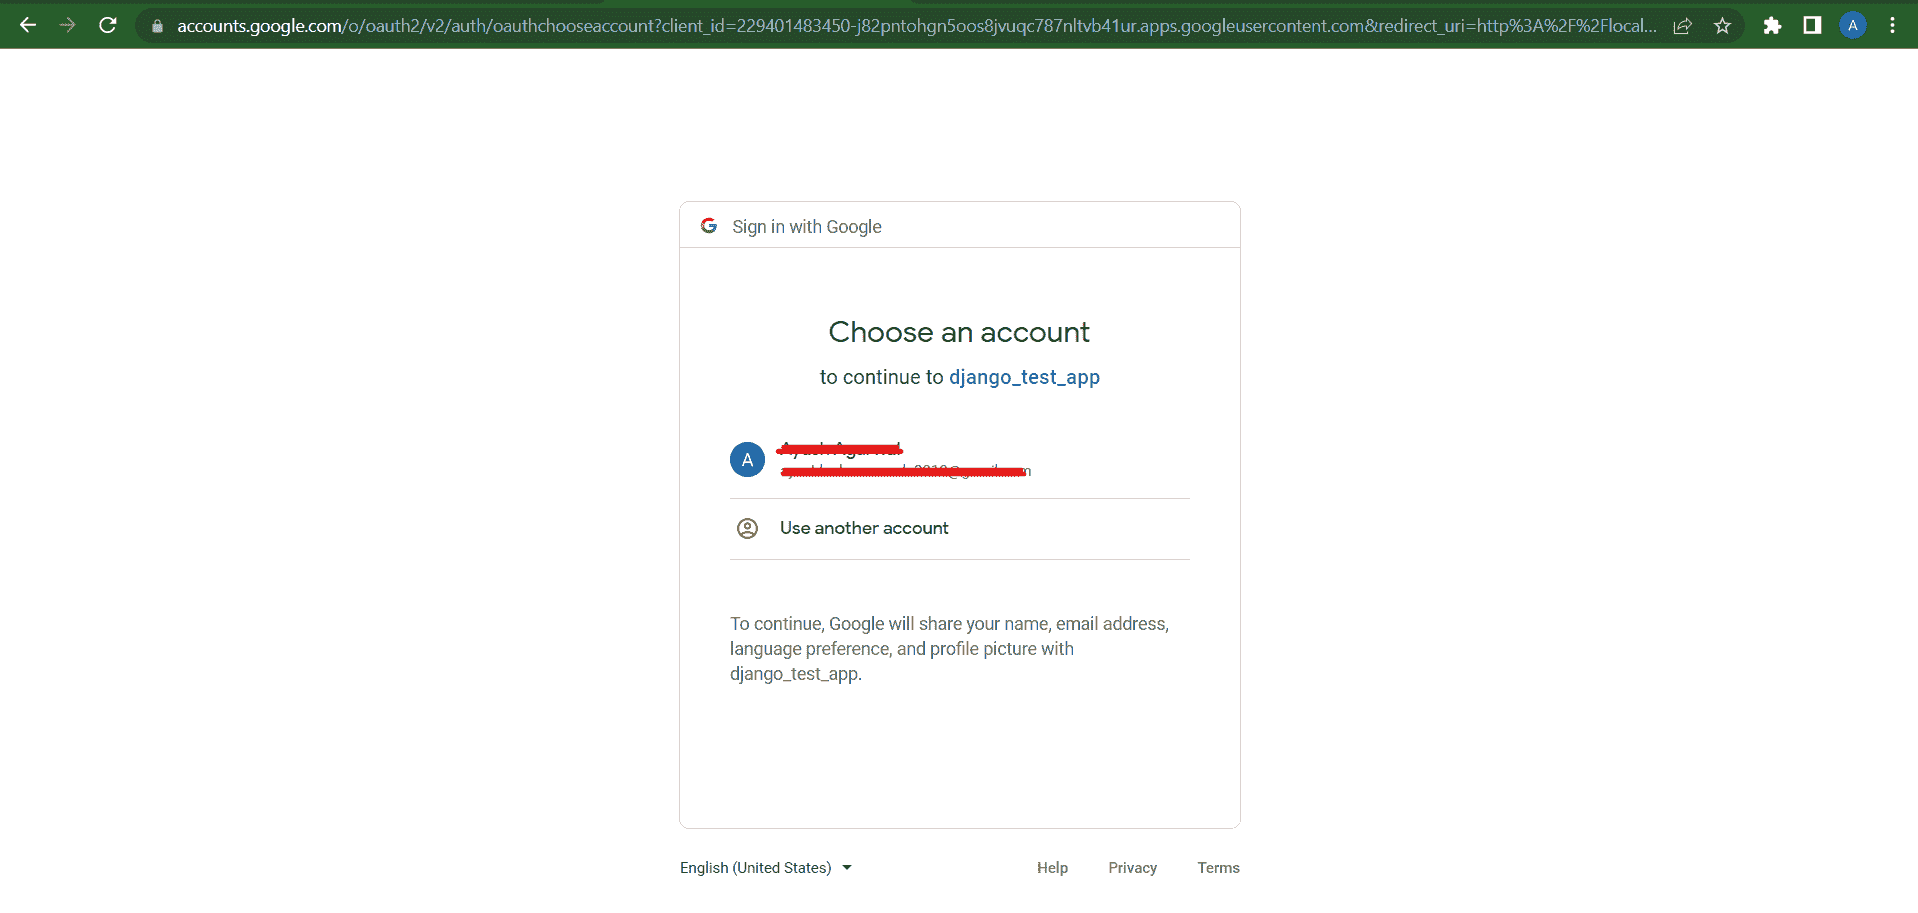 accounts.google.com/o/oauth2/v2/auth/oauthchooseaccount?client_id=229401483450-j82pntohgn5oos8jvuqc787nltvb41ur.apps.googleusercontent.com&redirect_uri=http%3A%2F%2Flocal...
A
Sign in with Google
Choose an account
to continue to django_test_app
A
Use another account
To continue, Google will share your name, email address,
language preference, and profile picture with
django_test_app.
English (United States)
Help Privacy Terms